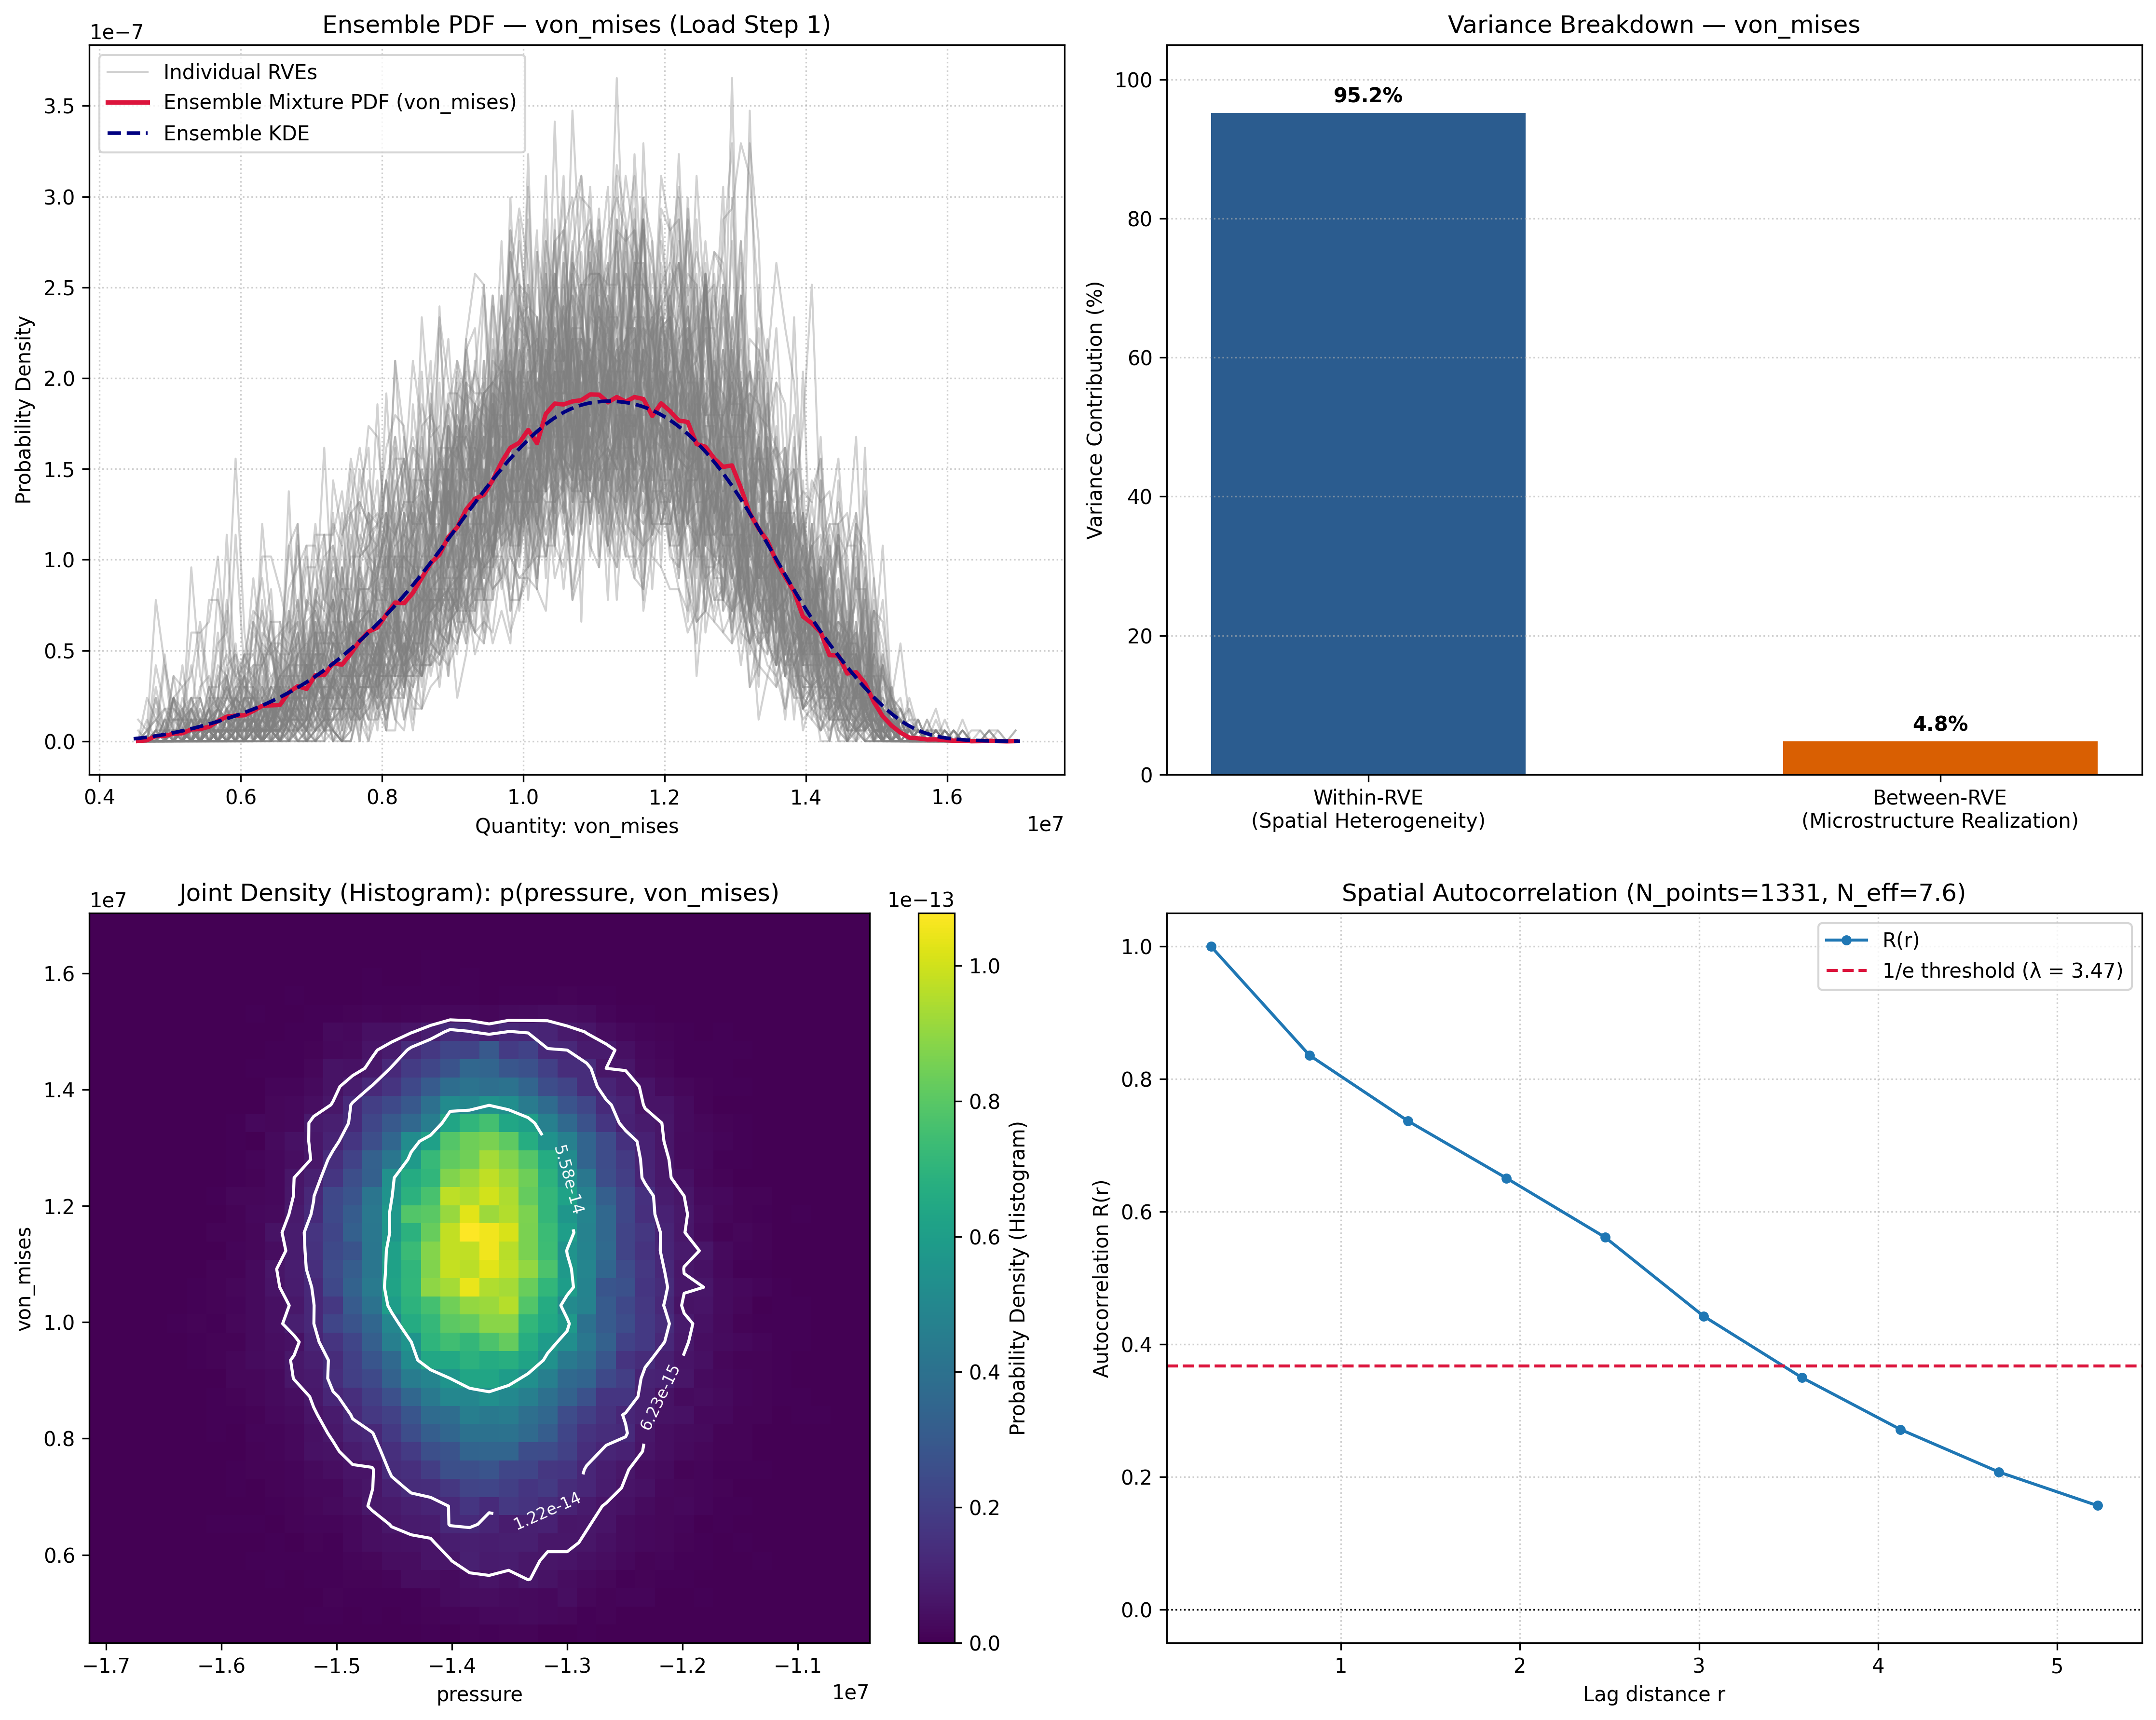 Ensemble PDF — von_mises (Load Step 1)
1e−7
Individual RVEs
Ensemble Mixture PDF (von_mises)
Ensemble KDE
3.5
3.0
2.5
2.0
1.5
1.0
0.5
0.0
Probability Density
0.4 0.6 0.8 1.0 1.2 1.4 1.6
Quantity: von_mises
1e7
Variance Breakdown — von_mises
100
80
60
40
20
0
Variance Contribution (%)
95.2%
4.8%
Within-RVE
(Spatial Heterogeneity)
Between-RVE
(Microstructure Realization)
Joint Density (Histogram): p(pressure, von_mises)
1e7
1.6
1.4
1.2
1.0
0.8
0.6
von_mises
5.58e-14
6.23e-15
1.22e-14
−1.7 −1.6 −1.5 −1.4 −1.3 −1.2 −1.1
pressure
1e7
1e−13
1.0
0.8
0.6
0.4
0.2
0.0
Probability Density (Histogram)
Spatial Autocorrelation (N_points=1331, N_eff=7.6)
R(r)
1/e threshold (λ = 3.47)
1.0
0.8
0.6
0.4
0.2
0.0
Autocorrelation R(r)
1 2 3 4 5
Lag distance r